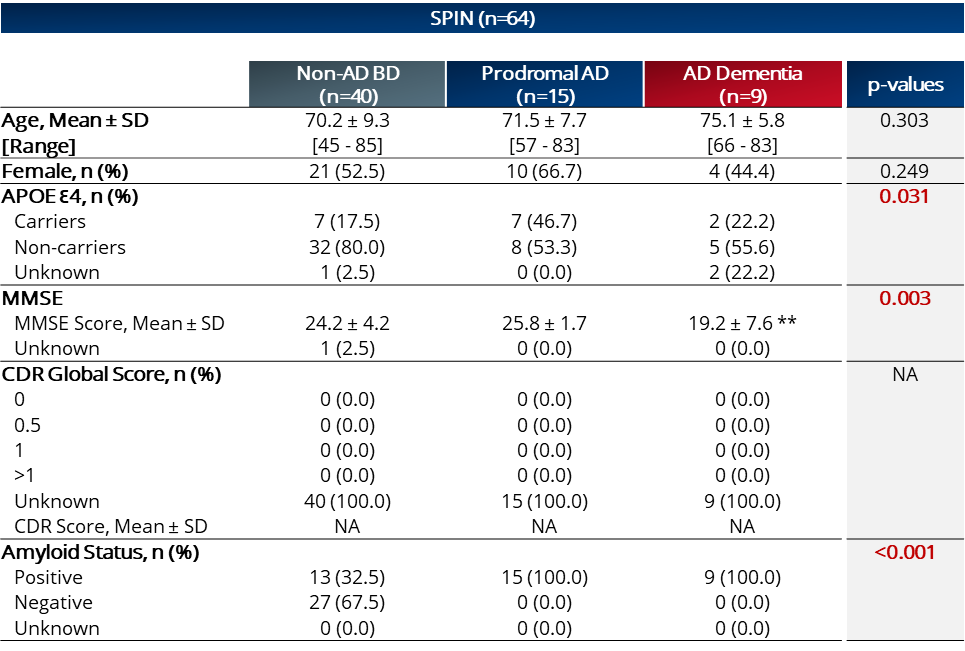 SPIN (n=64)
Non-AD BD (n=40) Prodromal AD (n=15) AD Dementia (n=9) p-values
Age, Mean ± SD 70.2 ± 9.3 71.5 ± 7.7 75.1 ± 5.8 0.303
[Range] [45 - 85] [57 - 83] [66 - 83]
Female, n (%) 21 (52.5) 10 (66.7) 4 (44.4) 0.249
APOE ε4, n (%) 0.031
Carriers 7 (17.5) 7 (46.7) 2 (22.2)
Non-carriers 32 (80.0) 8 (53.3) 5 (55.6)
Unknown 1 (2.5) 0 (0.0) 2 (22.2)
MMSE 0.003
MMSE Score, Mean ± SD 24.2 ± 4.2 25.8 ± 1.7 19.2 ± 7.6 **
Unknown 1 (2.5) 0 (0.0) 0 (0.0)
CDR Global Score, n (%) NA
0 0 (0.0) 0 (0.0) 0 (0.0)
0.5 0 (0.0) 0 (0.0) 0 (0.0)
1 0 (0.0) 0 (0.0) 0 (0.0)
>1 0 (0.0) 0 (0.0) 0 (0.0)
Unknown 40 (100.0) 15 (100.0) 9 (100.0)
CDR Score, Mean ± SD NA NA NA
Amyloid Status, n (%) <0.001
Positive 13 (32.5) 15 (100.0) 9 (100.0)
Negative 27 (67.5) 0 (0.0) 0 (0.0)
Unknown 0 (0.0) 0 (0.0) 0 (0.0)